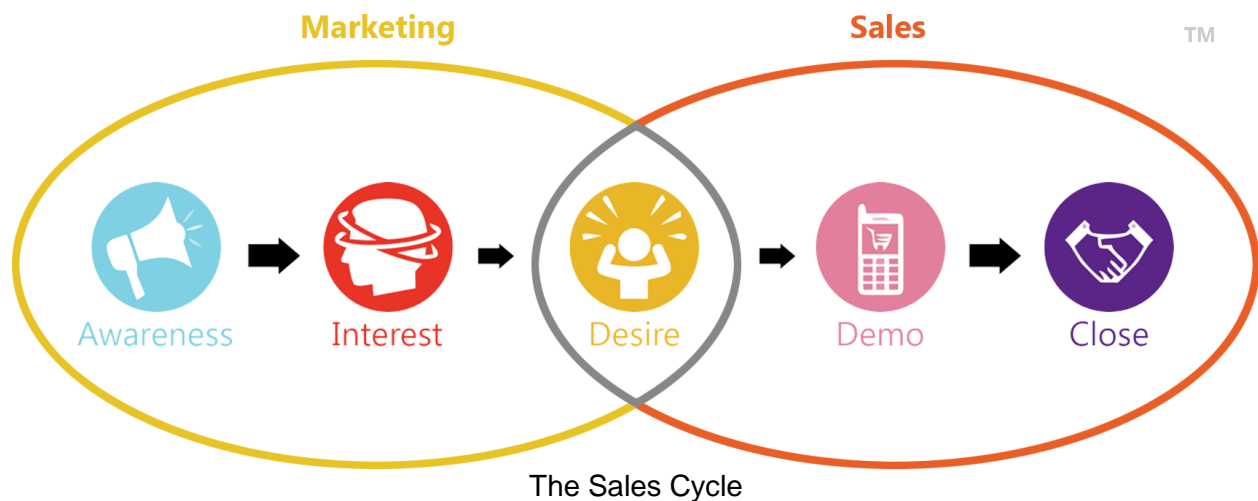 Marketing
Sales
TM
Awareness
Interest
Desire
Demo
Close
The Sales Cycle